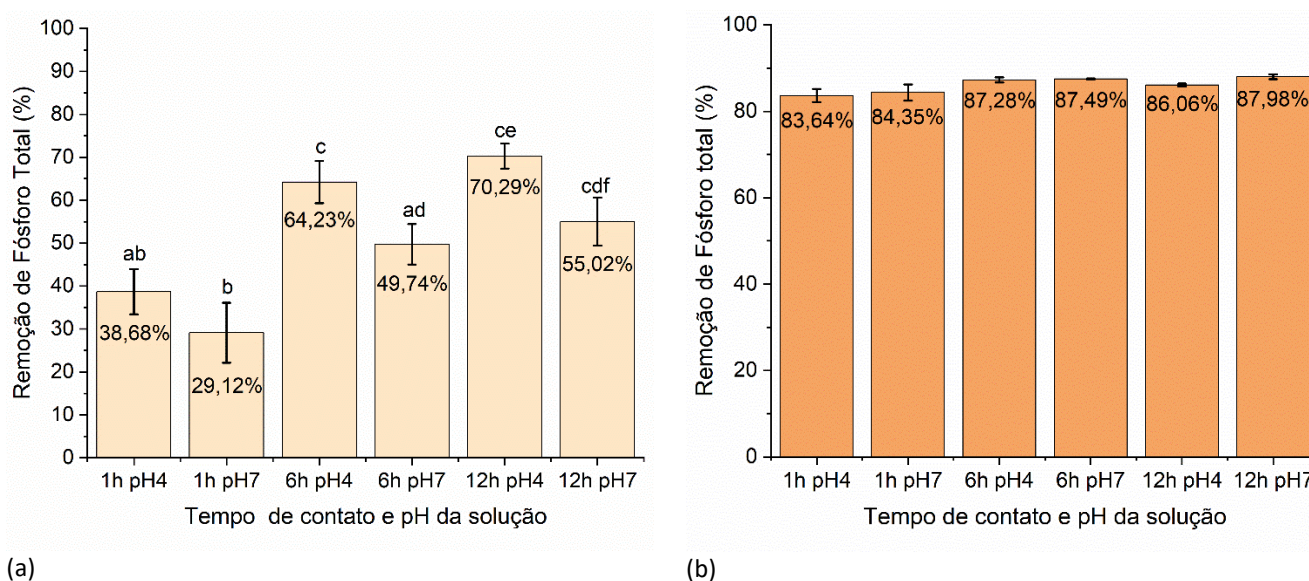 Remoção de Fósforo Total (%)
100
90
80
70
60
50
40
30
20
10
0
ab
38,68%
b
29,12%
c
64,23%
ad
49,74%
ce
70,29%
cdf
55,02%
1h pH4 1h pH7 6h pH4 6h pH7 12h pH4 12h pH7
Tempo de contato e pH da solução
(a)
Remoção de Fósforo total (%)
100
80
60
40
20
0
83,64%
84,35%
87,28%
87,49%
86,06%
87,98%
1h pH4 1h pH7 6h pH4 6h pH7 12h pH4 12h pH7
Tempo de contato e pH da solução
(b)